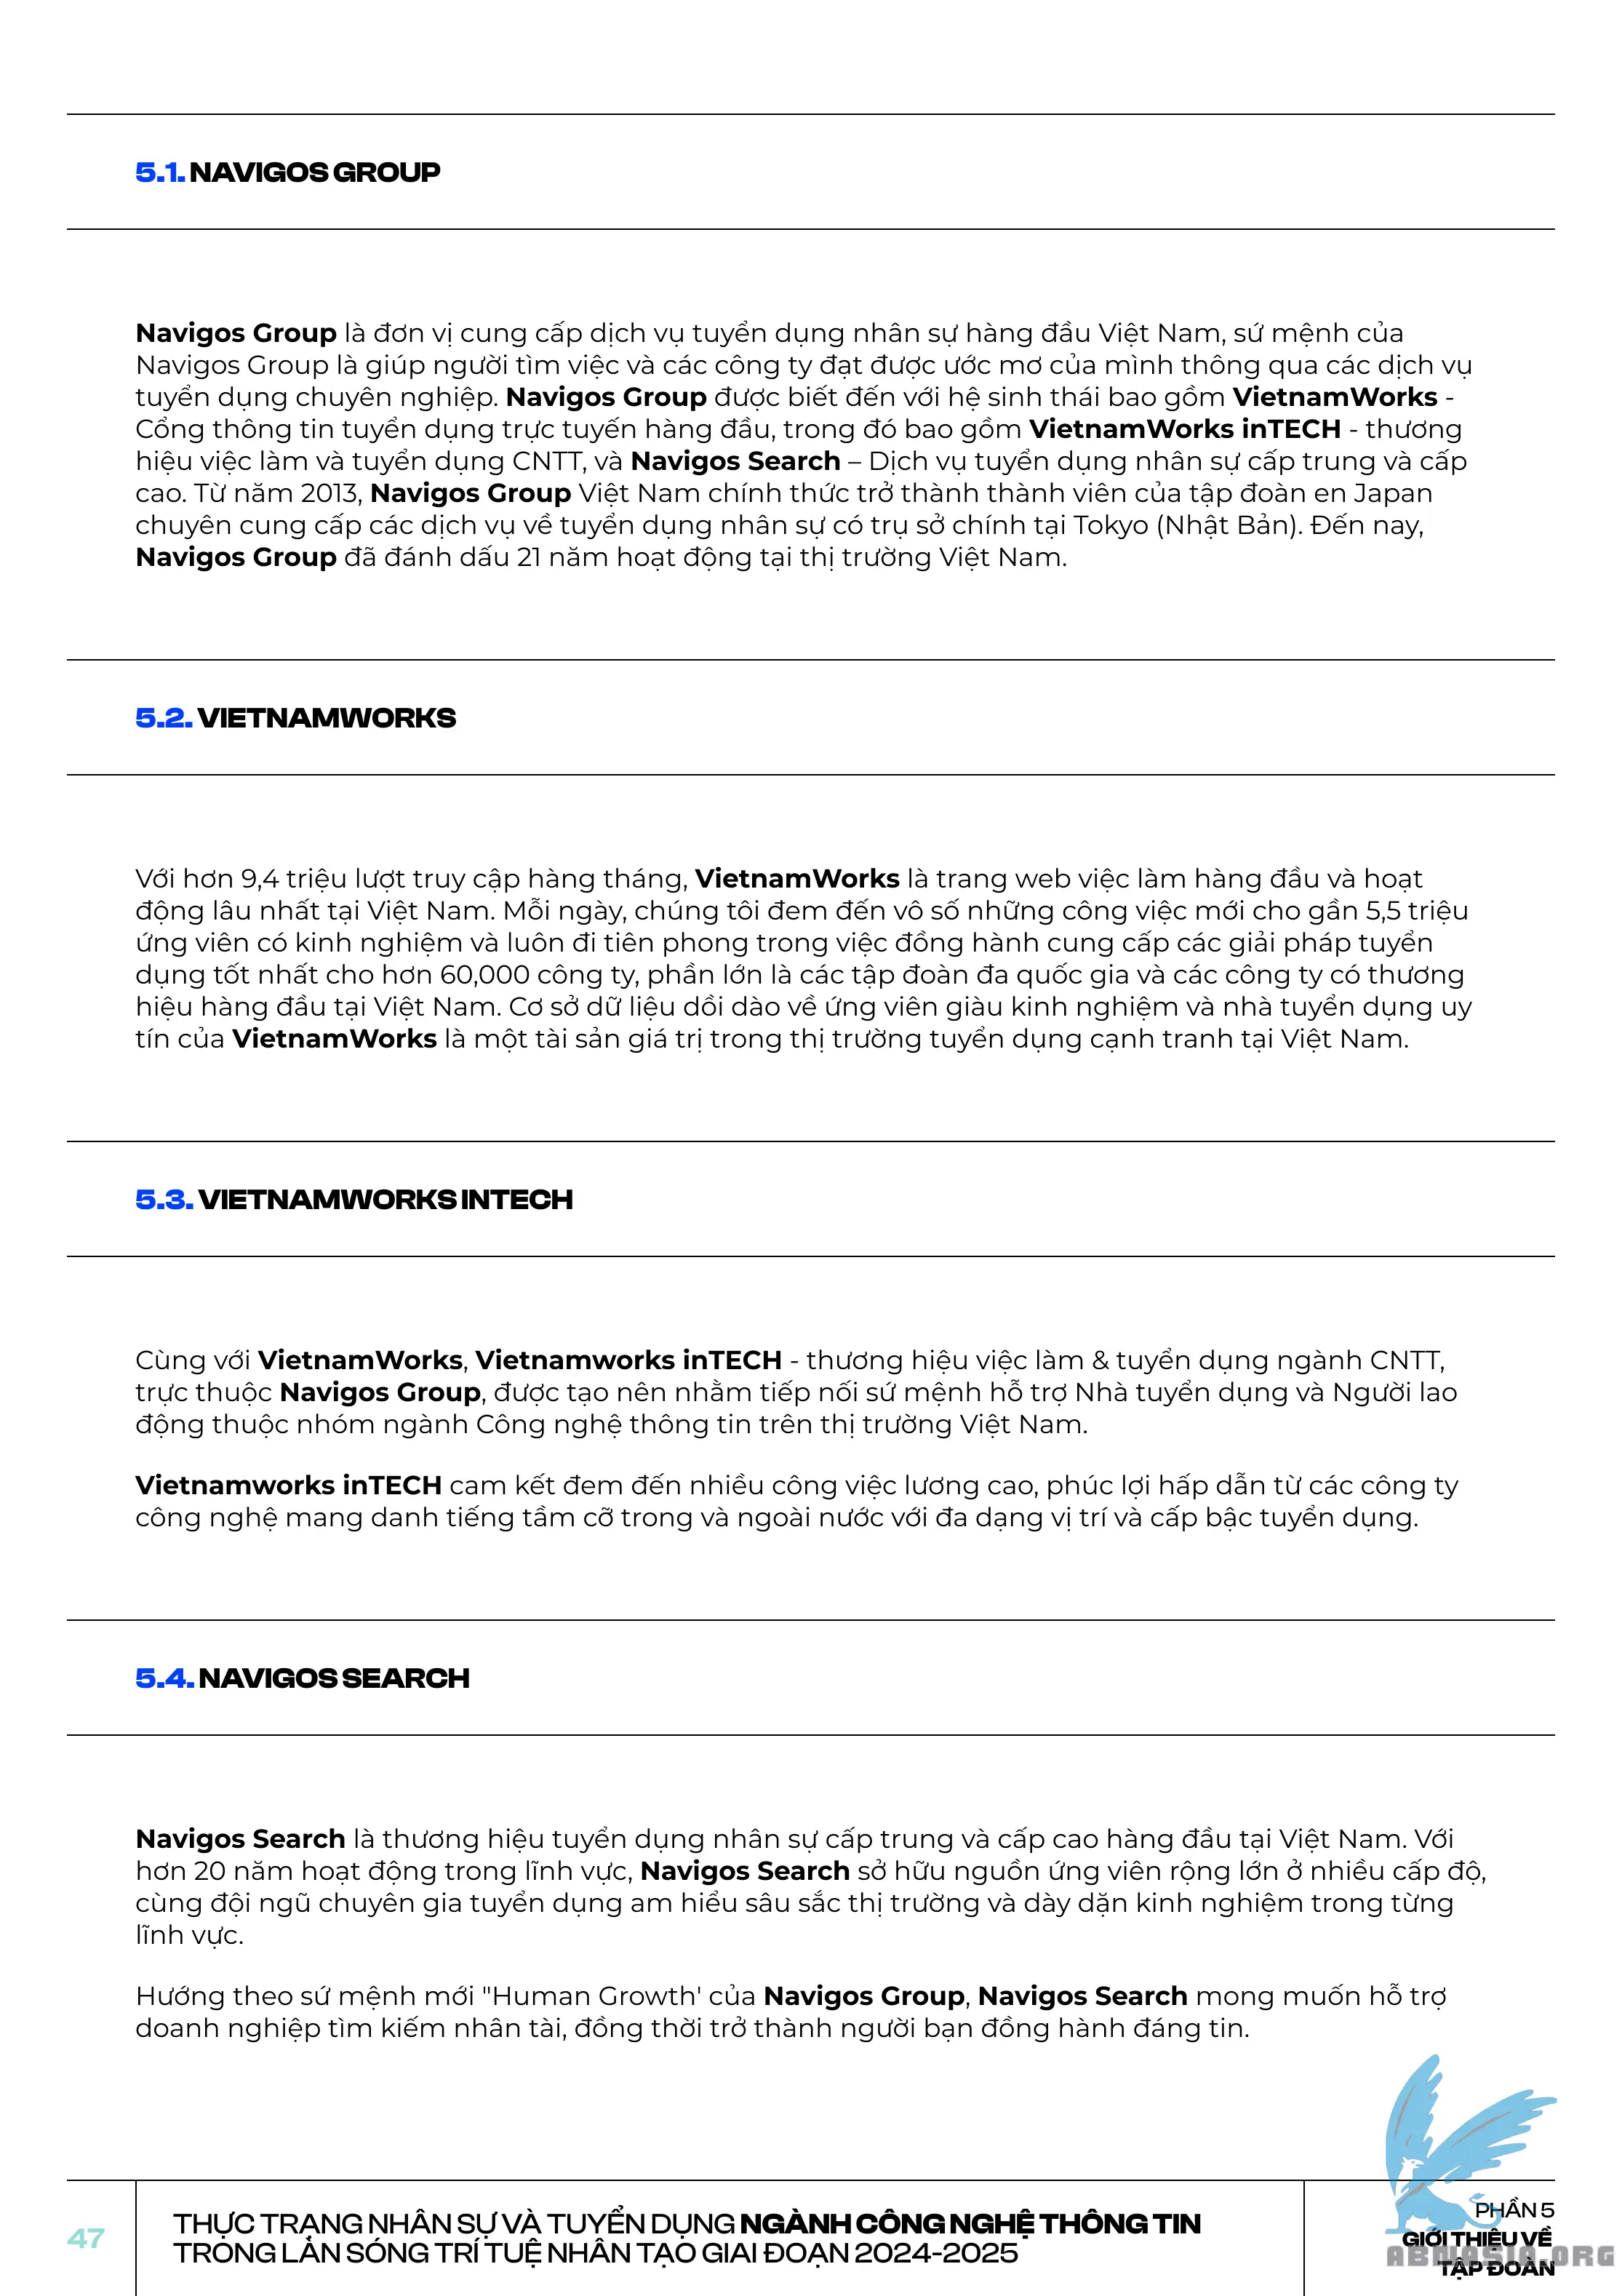 5.1. NAVIGOS GROUP
Navigos Group là đơn vị cung cấp dịch vụ tuyển dụng nhân sự hàng đầu Việt Nam, sứ mệnh của
Navigos Group là giúp người tìm việc và các công ty đạt được ước mơ của mình thông qua các dịch vụ
tuyển dụng chuyên nghiệp. Navigos Group được biết đến với hệ sinh thái bao gồm VietnamWorks -
Cổng thông tin tuyển dụng trực tuyến hàng đầu, trong đó bao gồm VietnamWorks inTECH - thương
hiệu việc làm và tuyển dụng CNTT, và Navigos Search – Dịch vụ tuyển dụng nhân sự cấp trung và cấp
cao. Từ năm 2013, Navigos Group Việt Nam chính thức trở thành thành viên của tập đoàn en Japan
chuyên cung cấp các dịch vụ về tuyển dụng nhân sự có trụ sở chính tại Tokyo (Nhật Bản). Đến nay,
Navigos Group đã đánh dấu 21 năm hoạt động tại thị trường Việt Nam.
5.2. VIETNAMWORKS
Với hơn 9,4 triệu lượt truy cập hàng tháng, VietnamWorks là trang web việc làm hàng đầu và hoạt
động lâu nhất tại Việt Nam. Mỗi ngày, chúng tôi đem đến vô số những công việc mới cho gần 5,5 triệu
ứng viên có kinh nghiệm và luôn đi tiên phong trong việc đồng hành cung cấp các giải pháp tuyển
dụng tốt nhất cho hơn 60,000 công ty, phần lớn là các tập đoàn đa quốc gia và các công ty có thương
hiệu hàng đầu tại Việt Nam. Cơ sở dữ liệu dồi dào về ứng viên giàu kinh nghiệm và nhà tuyển dụng uy
tín của VietnamWorks là một tài sản giá trị trong thị trường tuyển dụng cạnh tranh tại Việt Nam.
5.3. VIETNAMWORKS INTECH
Cùng với VietnamWorks, Vietnamworks inTECH - thương hiệu việc làm & tuyển dụng ngành CNTT,
trực thuộc Navigos Group, được tạo nên nhằm tiếp nối sứ mệnh hỗ trợ Nhà tuyển dụng và Người lao
động thuộc nhóm ngành Công nghệ thông tin trên thị trường Việt Nam.
Vietnamworks inTECH cam kết đem đến nhiều công việc lương cao, phúc lợi hấp dẫn từ các công ty
công nghệ mang danh tiếng tầm cỡ trong và ngoài nước với đa dạng vị trí và cấp bậc tuyển dụng.
5.4. NAVIGOS SEARCH
Navigos Search là thương hiệu tuyển dụng nhân sự cấp trung và cấp cao hàng đầu tại Việt Nam. Với
hơn 20 năm hoạt động trong lĩnh vực, Navigos Search sở hữu nguồn ứng viên rộng lớn ở nhiều cấp độ,
cùng đội ngũ chuyên gia tuyển dụng am hiểu sâu sắc thị trường và dày dặn kinh nghiệm trong từng
lĩnh vực.
Hướng theo sứ mệnh mới "Human Growth' của Navigos Group, Navigos Search mong muốn hỗ trợ
doanh nghiệp tìm kiếm nhân tài, đồng thời trở thành người bạn đồng hành đáng tin.
47
THỰC TRẠNG NHÂN SỰ VÀ TUYỂN DỤNG NGÀNH CÔNG NGHỆ THÔNG TIN
TRONG LÀN SÓNG TRÍ TUỆ NHÂN TẠO GIAI ĐOẠN 2024-2025
PHẦN 5
GIỚI THIỆU VỀ
TẬP ĐOÀN
ABMASIA.ORG